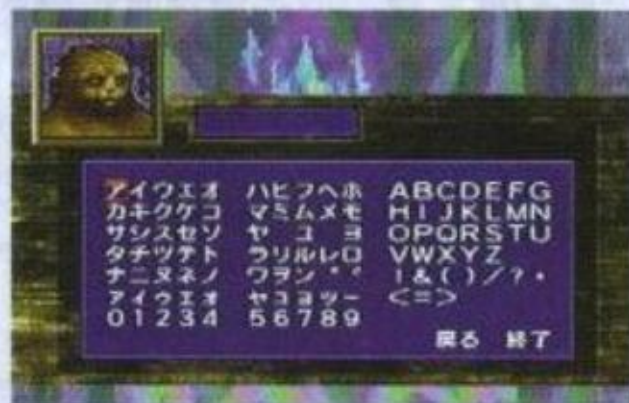 アイウエオ ハヒフヘホ ABCDEFG
カキクケコ マミムメモ HIJKLMN
サシスセソ ヤ ユ ヨ OPQRSTU
タチツテト ラリルレロ VWXYZ
ナニヌネノ ワヲン゛゜ !&()/?・
ァィゥェォ ャュョッー <=>
01234 56789
戻る 終了